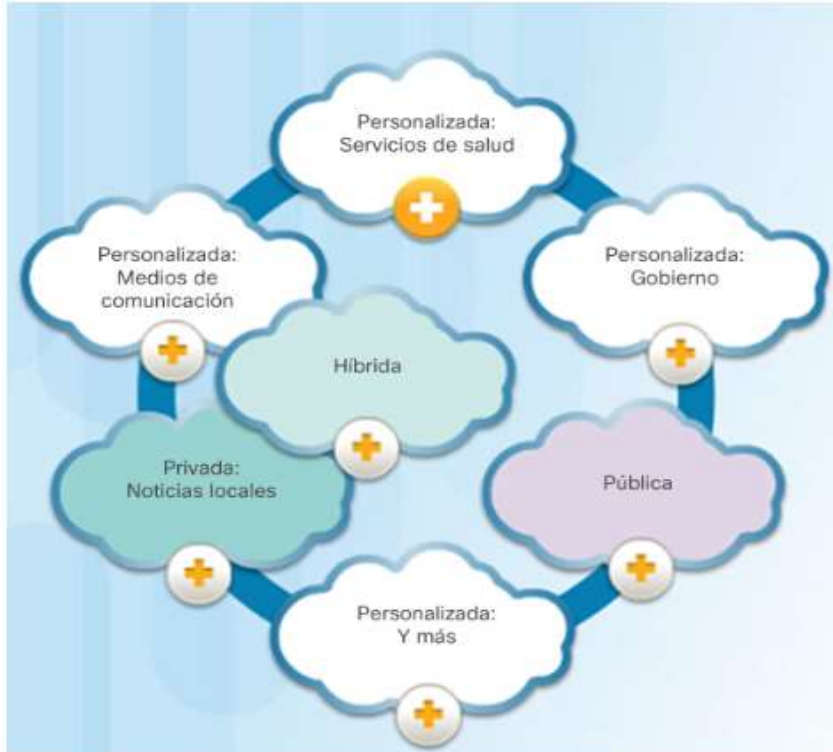 Personalizada:
Servicios de salud
Personalizada:
Medios de
comunicación
Personalizada:
Gobierno
Híbrida
Privada:
Noticias locales
Pública
Personalizada:
Y más